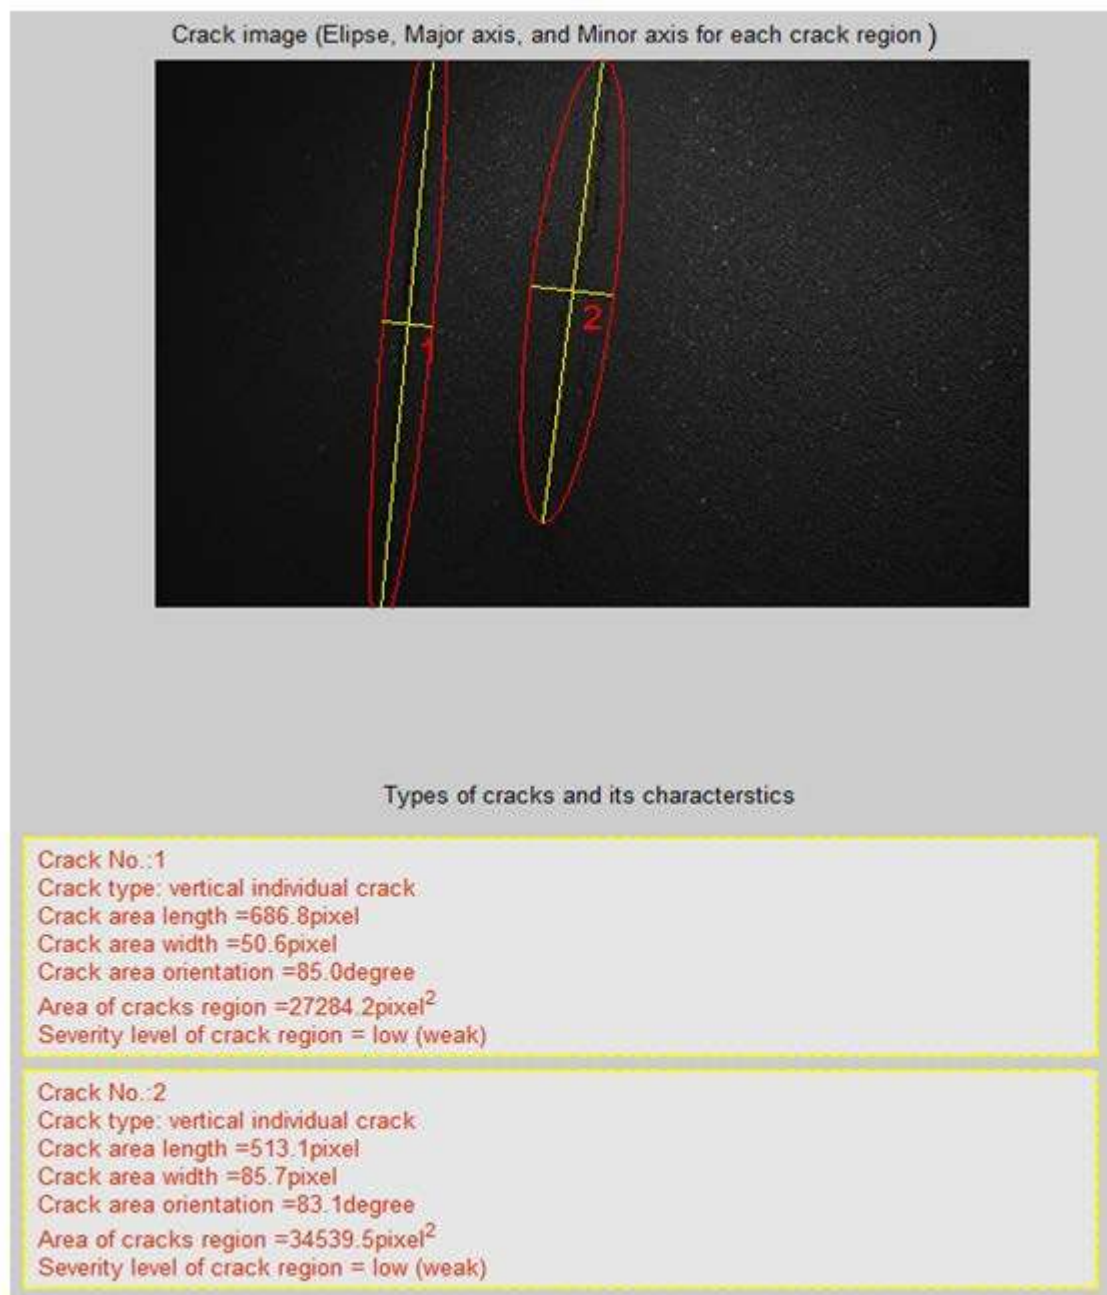 Crack image (Elipse, Major axis, and Minor axis for each crack region )
1
2
Types of cracks and its characterstics
Crack No.:1
Crack type: vertical individual crack
Crack area length =686.8pixel
Crack area width =50.6pixel
Crack area orientation =85.0degree
Area of cracks region =27284.2pixel²
Severity level of crack region = low (weak)
Crack No.:2
Crack type: vertical individual crack
Crack area length =513.1pixel
Crack area width =85.7pixel
Crack area orientation =83.1degree
Area of cracks region =34539.5pixel²
Severity level of crack region = low (weak)